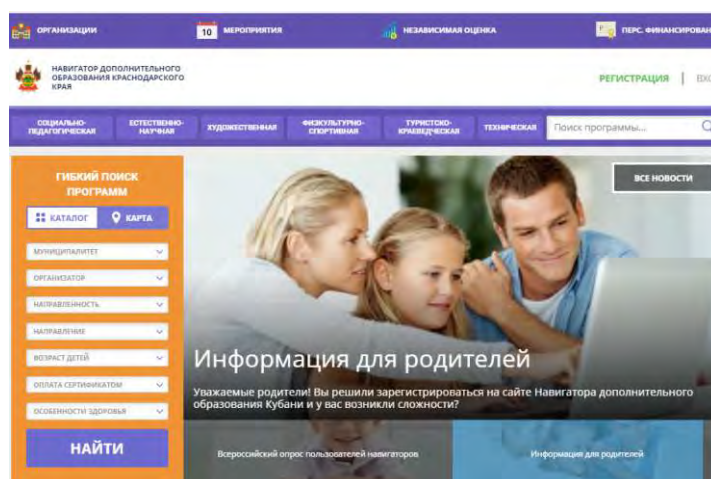 ОРГАНИЗАЦИИ
10 МЕРОПРИЯТИЯ
НЕЗАВИСИМАЯ ОЦЕНКА
ПЕРС. ФИНАНСИРОВАН
НАВИГАТОР ДОПОЛНИТЕЛЬНОГО
ОБРАЗОВАНИЯ КРАСНОДАРСКОГО
КРАЯ
РЕГИСТРАЦИЯ | ВХО
СОЦИАЛЬНО-
ПЕДАГОГИЧЕСКАЯ
ЕСТЕСТВЕННО-
НАУЧНАЯ
ХУДОЖЕСТВЕННАЯ
ФИЗКУЛЬТУРНО-
СПОРТИВНАЯ
ТУРИСТСКО-
КРАЕВЕДЧЕСКАЯ
ТЕХНИЧЕСКАЯ
Поиск программы...
ГИБКИЙ ПОИСК
ПРОГРАММ
КАТАЛОГ
КАРТА
МУНИЦИПАЛИТЕТ
ОРГАНИЗАТОР
НАПРАВЛЕННОСТЬ
НАПРАВЛЕНИЕ
ВОЗРАСТ ДЕТЕЙ
ОПЛАТА СЕРТИФИКАТОМ
ОСОБЕННОСТИ ЗДОРОВЬЯ
НАЙТИ
ВСЕ НОВОСТИ
Информация для родителей
Уважаемые родители! Вы решили зарегистрироваться на сайте Навигатора дополнительного
образования Кубани и у вас возникли сложности?
Всероссийский опрос пользователей навигаторов
Информация для родителей